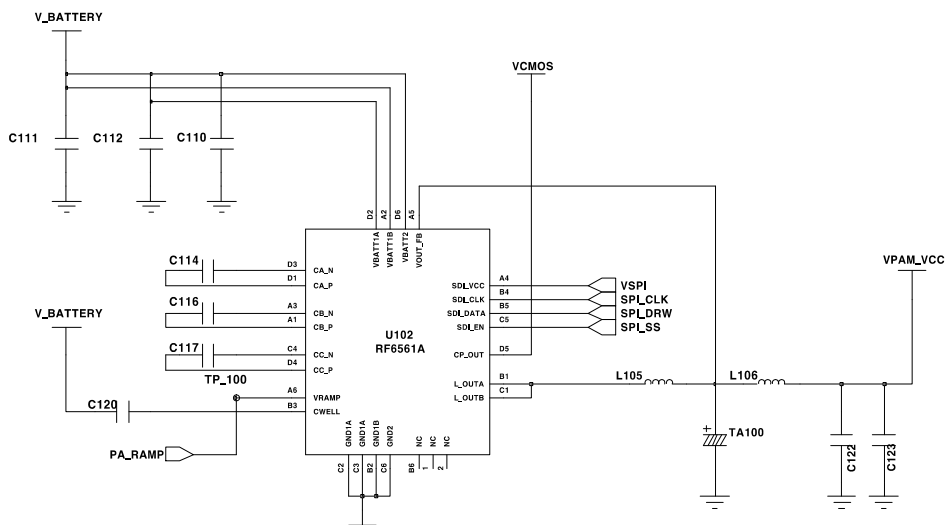 V_BATTERY
VCMOS
C111
C112
C110
D2
A2
D6
A5
VBATT1A
VBATT1B
VBATT2
VOUT_FB
VPAM_VCC
C114
D3
CA_N
D1
CA_P
A4
SDI_VCC
VSPI
B4
SDI_CLK
SPI_CLK
C116
A3
CB_N
B5
SDI_DATA
SPI_DRW
A1
CB_P
C5
SDI_EN
SPI_SS
V_BATTERY
U102
RF6561A
C117
C4
CC_N
D5
CP_OUT
D4
CC_P
TP_100
B1
L_OUTA
L105
L106
A6
VRAMP
C1
L_OUTB
C120
B3
CWELL
+
TA100
C122
C123
PA_RAMP
GND1A
GND1A
GND1B
GND2
NC
NC
NC
C2
C3
B2
C6
B6
1
2